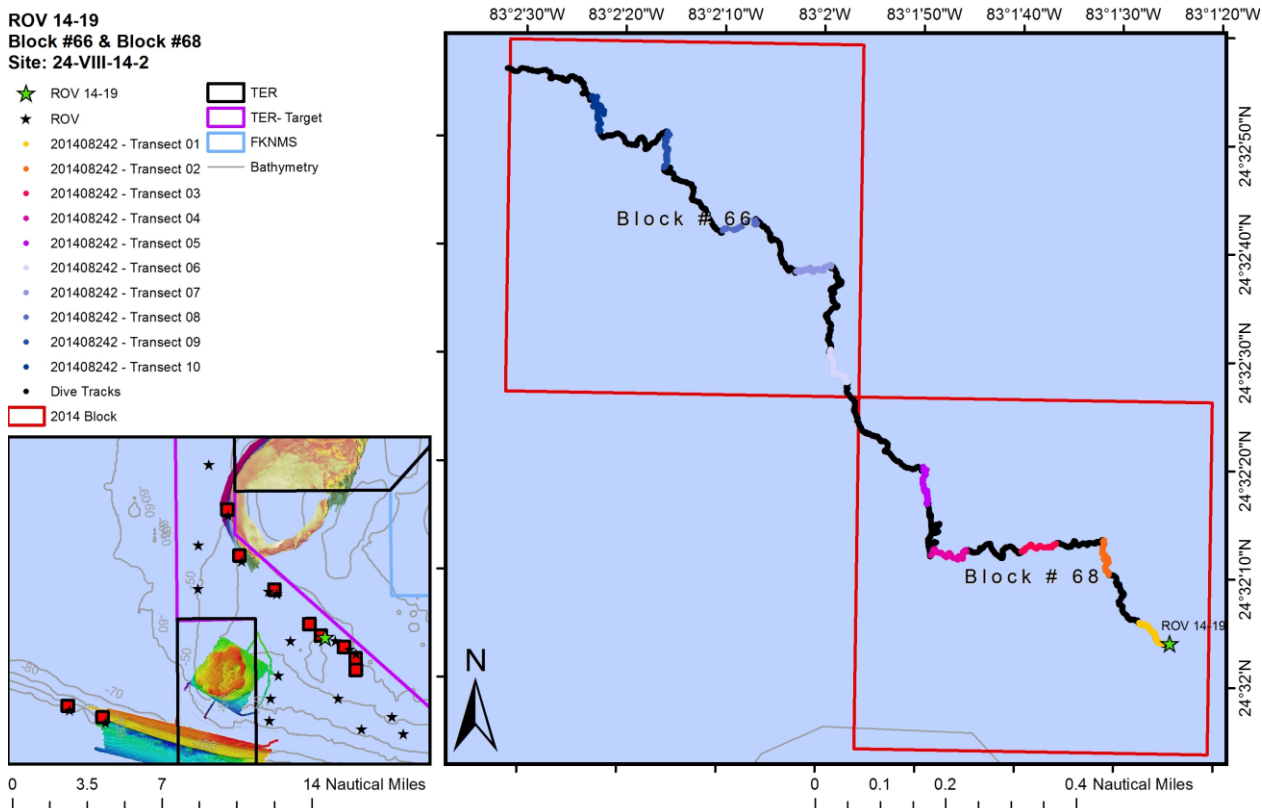 ROV 14-19
Block #66 & Block #68
Site: 24-VIII-14-2
ROV 14-19
ROV
201408242 - Transect 01
201408242 - Transect 02
201408242 - Transect 03
201408242 - Transect 04
201408242 - Transect 05
201408242 - Transect 06
201408242 - Transect 07
201408242 - Transect 08
201408242 - Transect 09
201408242 - Transect 10
Dive Tracks
2014 Block
TER
TER- Target
FKNMS
Bathymetry
83°2'30"W 83°2'20"W 83°2'10"W 83°2'W 83°1'50"W 83°1'40"W 83°1'30"W 83°1'20"W
24°32'50"N
24°32'40"N
24°32'30"N
24°32'20"N
24°32'10"N
24°32'N
Block # 66
Block # 68
ROV 14-19
N
-50
-60
-50
-80
-70
0 3.5 7 14 Nautical Miles
0 0.1 0.2 0.4 Nautical Miles